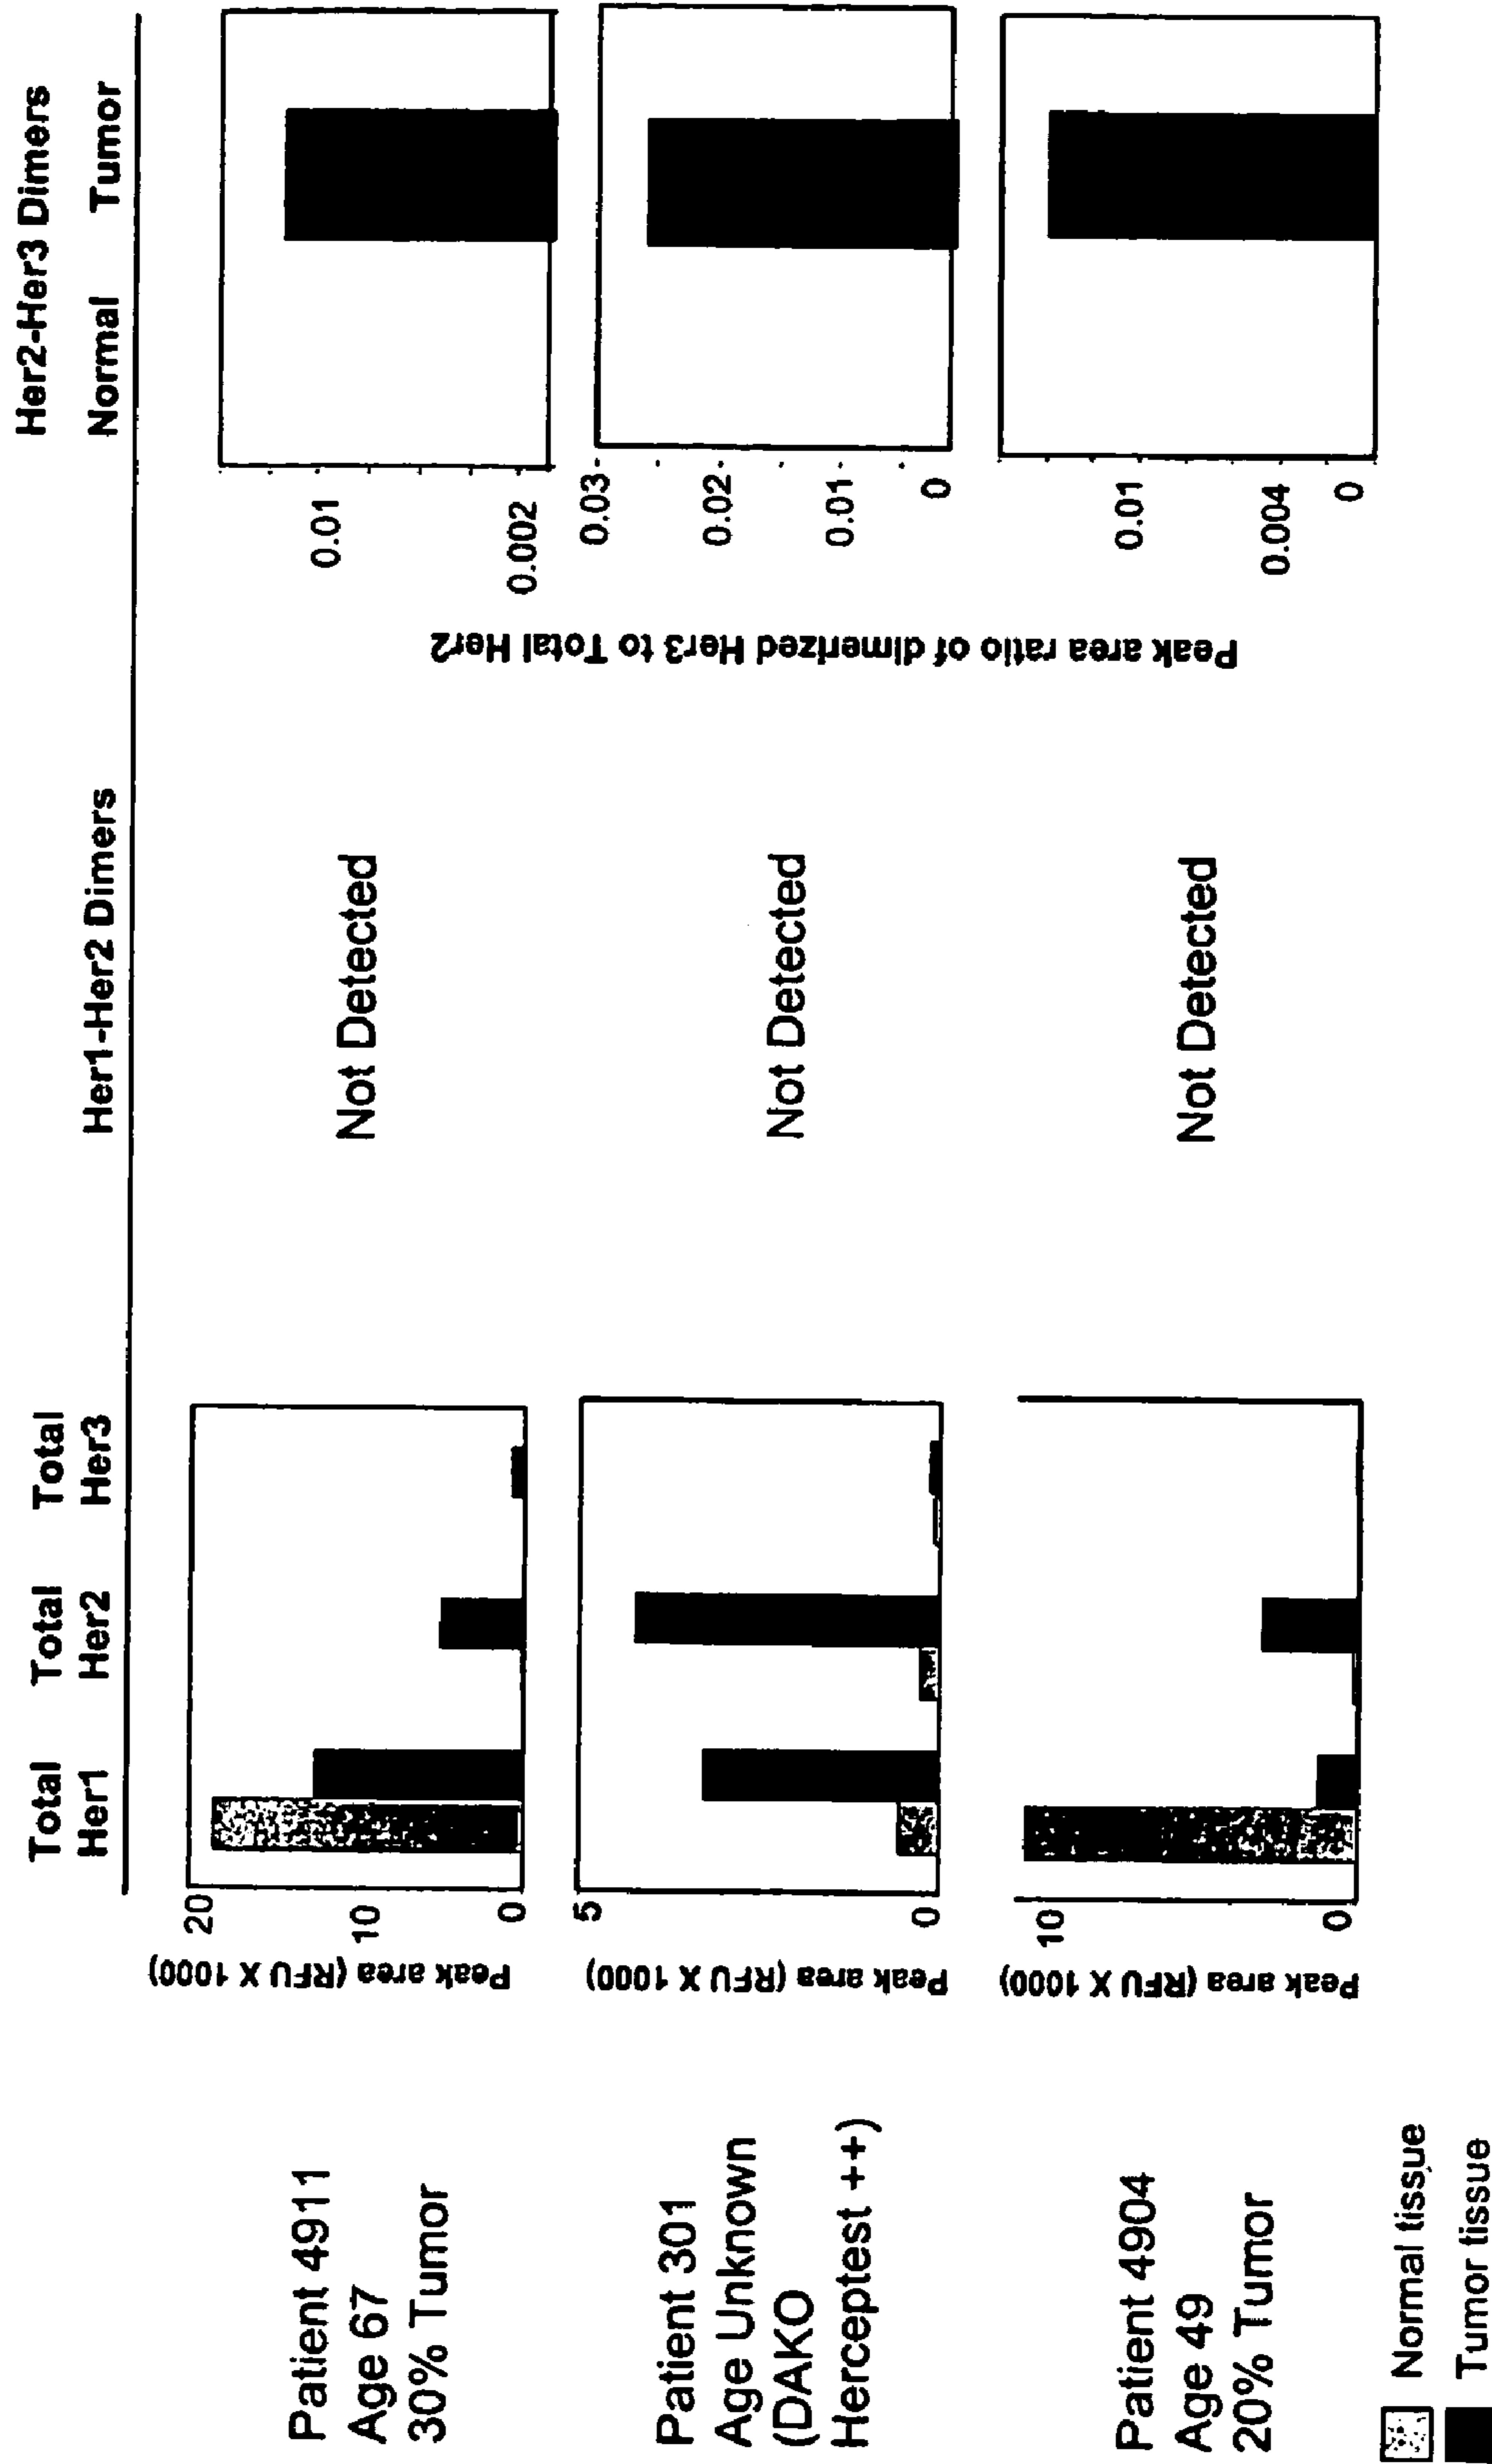 Total Total Total
Her1 Her2 Her3
Her1-Her2 Dimers
Her2-Her3 Dimers
Normal Tumor
Patient 4911
Age 67
30% Tumor
Peak area (RFU X 1000)
20
10
0
Not Detected
0.01
0.002
Patient 301
Age Unknown
(DAKO
Herceptest ++)
Peak area (RFU X 1000)
5
0
Not Detected
Peak area ratio of dimerized Her3 to Total Her2
0.03
0.02
0.01
0
Patient 4904
Age 49
20% Tumor
Peak area (RFU X 1000)
10
0
Not Detected
0.01
0.004
0
Normal tissue
Tumor tissue